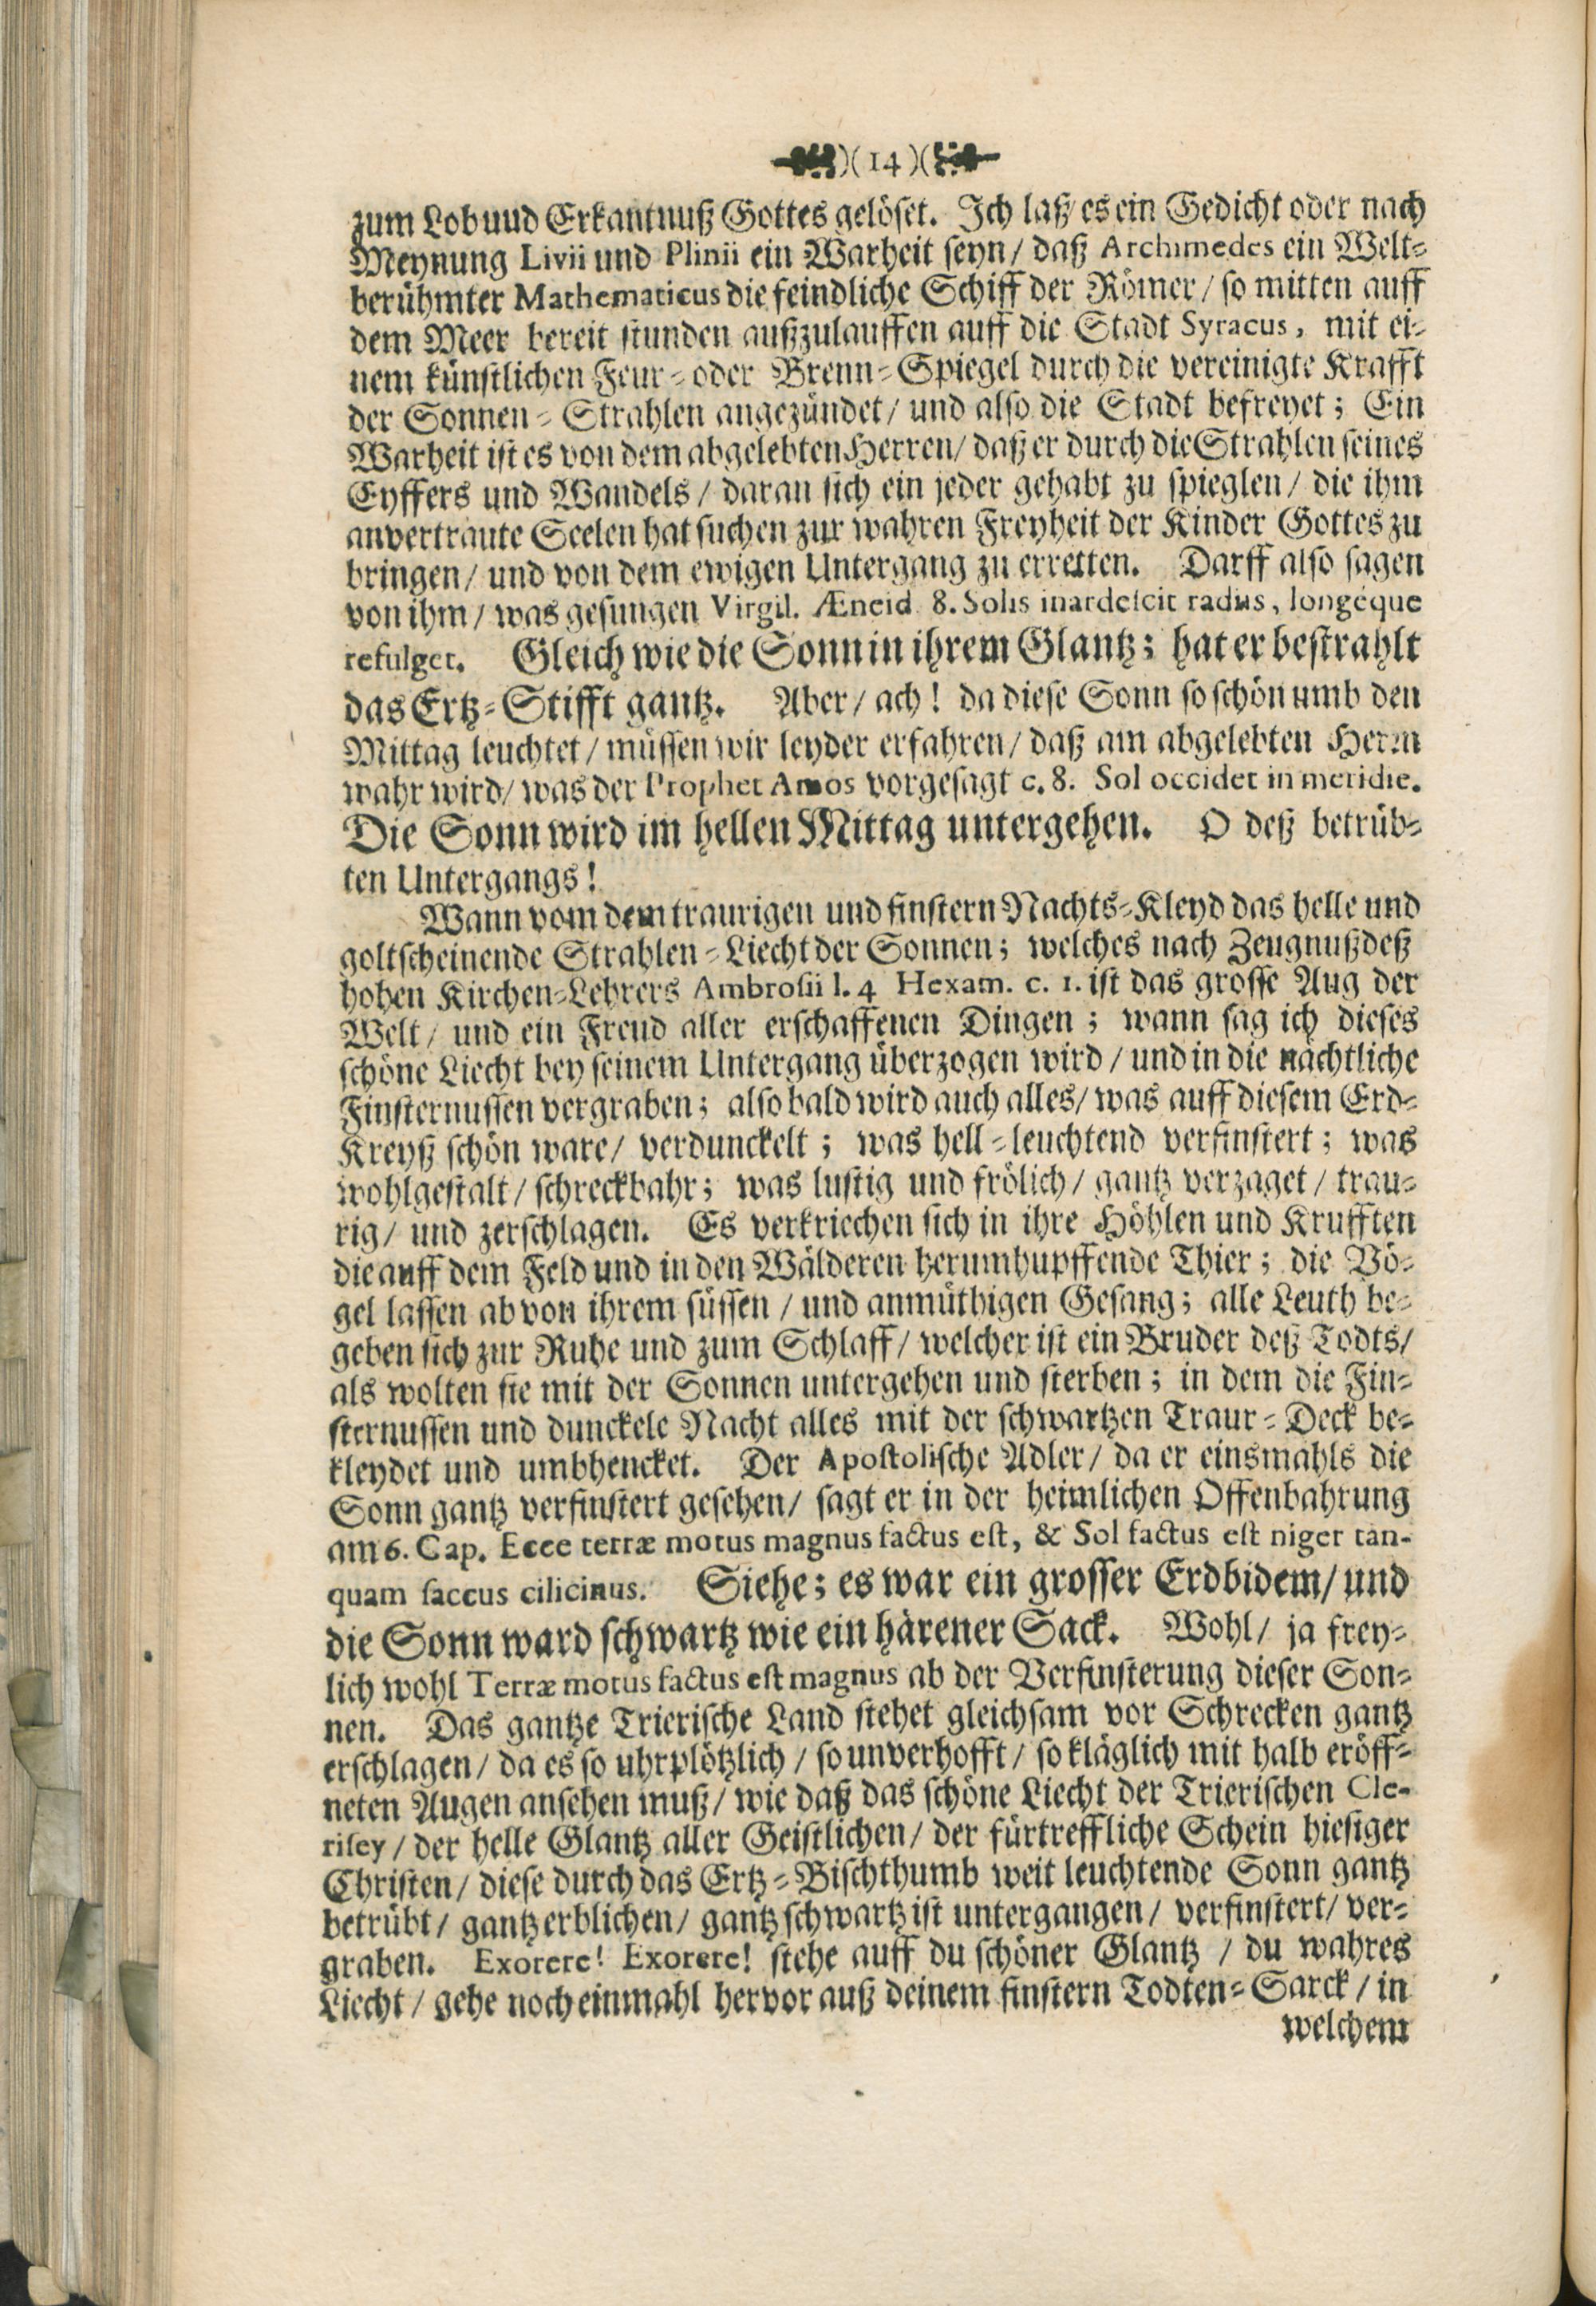 )( 14 )(
zum Lob uud Erkantnuß Gottes gelöset. Ich laß es ein Gedicht oder nach
Meynung Livii und Plinii ein Warheit seyn / daß Archimedes ein Welt-
berühmter Mathematicus die feindliche Schiff der Römer / so mitten auff
dem Meer bereit stunden außzulauffen auff die Stadt Syracus, mit ei-
nem künstlichen Feur- oder Brenn-Spiegel durch die vereinigte Krafft
der Sonnen-Strahlen angezündet / und also die Stadt befreyet; Ein
Warheit ist es von dem abgelebten Herren / daß er durch die Strahlen seines
Eyffers und Wandels / daran sich ein jeder gehabt zu spieglen / die ihm
anvertraute Seelen hat suchen zur wahren Freyheit der Kinder Gottes zu
bringen / und von dem ewigen Untergang zu erretten. Darff also sagen
von ihm / was gesungen Virgil. Æneid. 8. Solis inardescit radius, longéque
refulget. Gleich wie die Sonn in ihrem Glantz; hat er bestrahlt
das Ertz-Stifft gantz. Aber / ach! da diese Sonn so schön umb den
Mittag leuchtet / müssen wir leyder erfahren / daß am abgelebten Herrn
wahr wird / was der Prophet Amos vorgesagt c. 8. Sol occidet in meridie.
Die Sonn wird im hellen Mittag untergehen. O deß betrüb-
ten Untergangs!
Wann vom dem traurigen und finstern Nachts-Kleyd das helle und
goltscheinende Strahlen-Liecht der Sonnen; welches nach Zeugnuß deß
hohen Kirchen-Lehrers Ambrosii l. 4 Hexam. c. 1. ist das grosse Aug der
Welt / und ein Freud aller erschaffenen Dingen; wann sag ich dieses
schöne Liecht bey seinem Untergang überzogen wird / und in die nächtliche
Finsternussen vergraben; also bald wird auch alles / was auff diesem Erd-
Kreyß schön ware / verdunckelt; was hell-leuchtend verfinstert; was
wohlgestalt / schreckbahr; was lustig und frölich / gantz verzaget / trau-
rig / und zerschlagen. Es verkriechen sich in ihre Höhlen und Krufften
die auff dem Feld und in den Wälderen herumhupffende Thier; die Vö-
gel lassen ab von ihrem süssen / und anmüthigen Gesang; alle Leuth be-
geben sich zur Ruhe und zum Schlaff / welcher ist ein Bruder deß Todts /
als wolten sie mit der Sonnen untergehen und sterben; in dem die Fin-
sternussen und dunckele Nacht alles mit der schwartzen Traur-Deck be-
kleydet und umbhencket. Der Apostolische Adler / da er einsmahls die
Sonn gantz verfinstert gesehen / sagt er in der heimlichen Offenbahrung
am 6. Cap. Ecce terræ motus magnus factus est, & Sol factus est niger tan-
quam saccus cilicinus. Siehe; es war ein grosser Erdbidem / und
die Sonn ward schwartz wie ein härener Sack. Wohl / ja frey-
lich wohl Terræ motus factus est magnus ab der Verfinsterung dieser Son-
nen. Das gantze Trierische Land stehet gleichsam vor Schrecken gantz
erschlagen / da es so uhrplötzlich / so unverhofft / so kläglich mit halb eröff-
neten Augen ansehen muß / wie daß das schöne Liecht der Trierischen Cle-
risey / der helle Glantz aller Geistlichen / der fürtreffliche Schein hiesiger
Christen / diese durch das Ertz-Bischthumb weit leuchtende Sonn gantz
betrübt / gantz erblichen / gantz schwartz ist untergangen / verfinstert / ver-
graben. Exorere! Exorere! stehe auff du schöner Glantz / du wahres
Liecht / gehe noch einmahl hervor auß deinem finstern Todten-Sarck / in
welchem